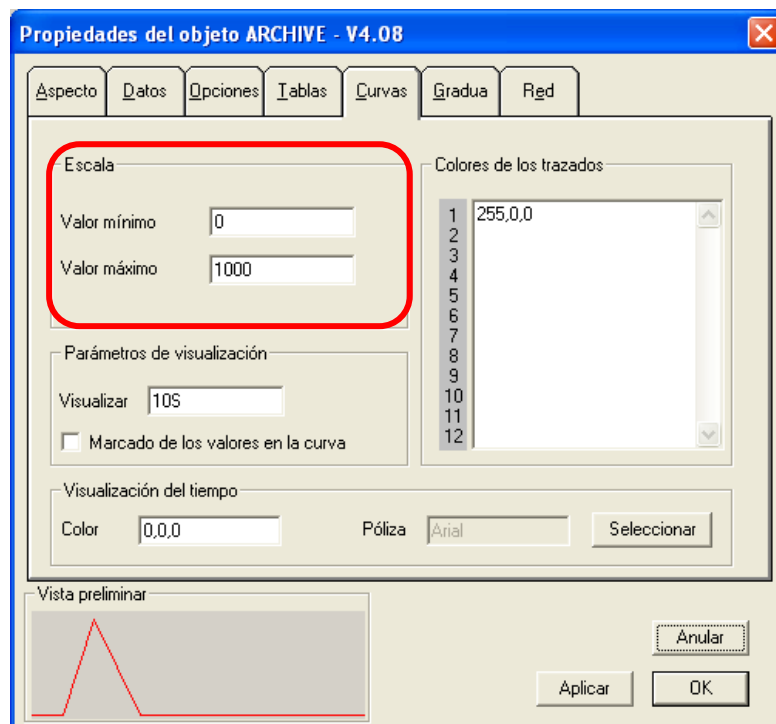 Propiedades del objeto ARCHIVE - V4.08
Aspecto Datos Opciones Tablas Curvas Gradua Red
Escala
Valor mínimo 0
Valor máximo 1000
Colores de los trazados
1 255,0,0
2
3
4
5
6
7
8
9
10
11
12
Parámetros de visualización
Visualizar 10S
Marcado de los valores en la curva
Visualización del tiempo
Color 0,0,0 Póliza Arial Seleccionar
Vista preliminar
Anular
Aplicar OK